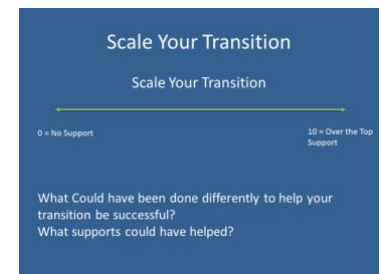 Scale Your Transition
Scale Your Transition
0 = No Support
10 = Over the Top
Support
What Could have been done differently to help your
transition be successful?
What supports could have helped?